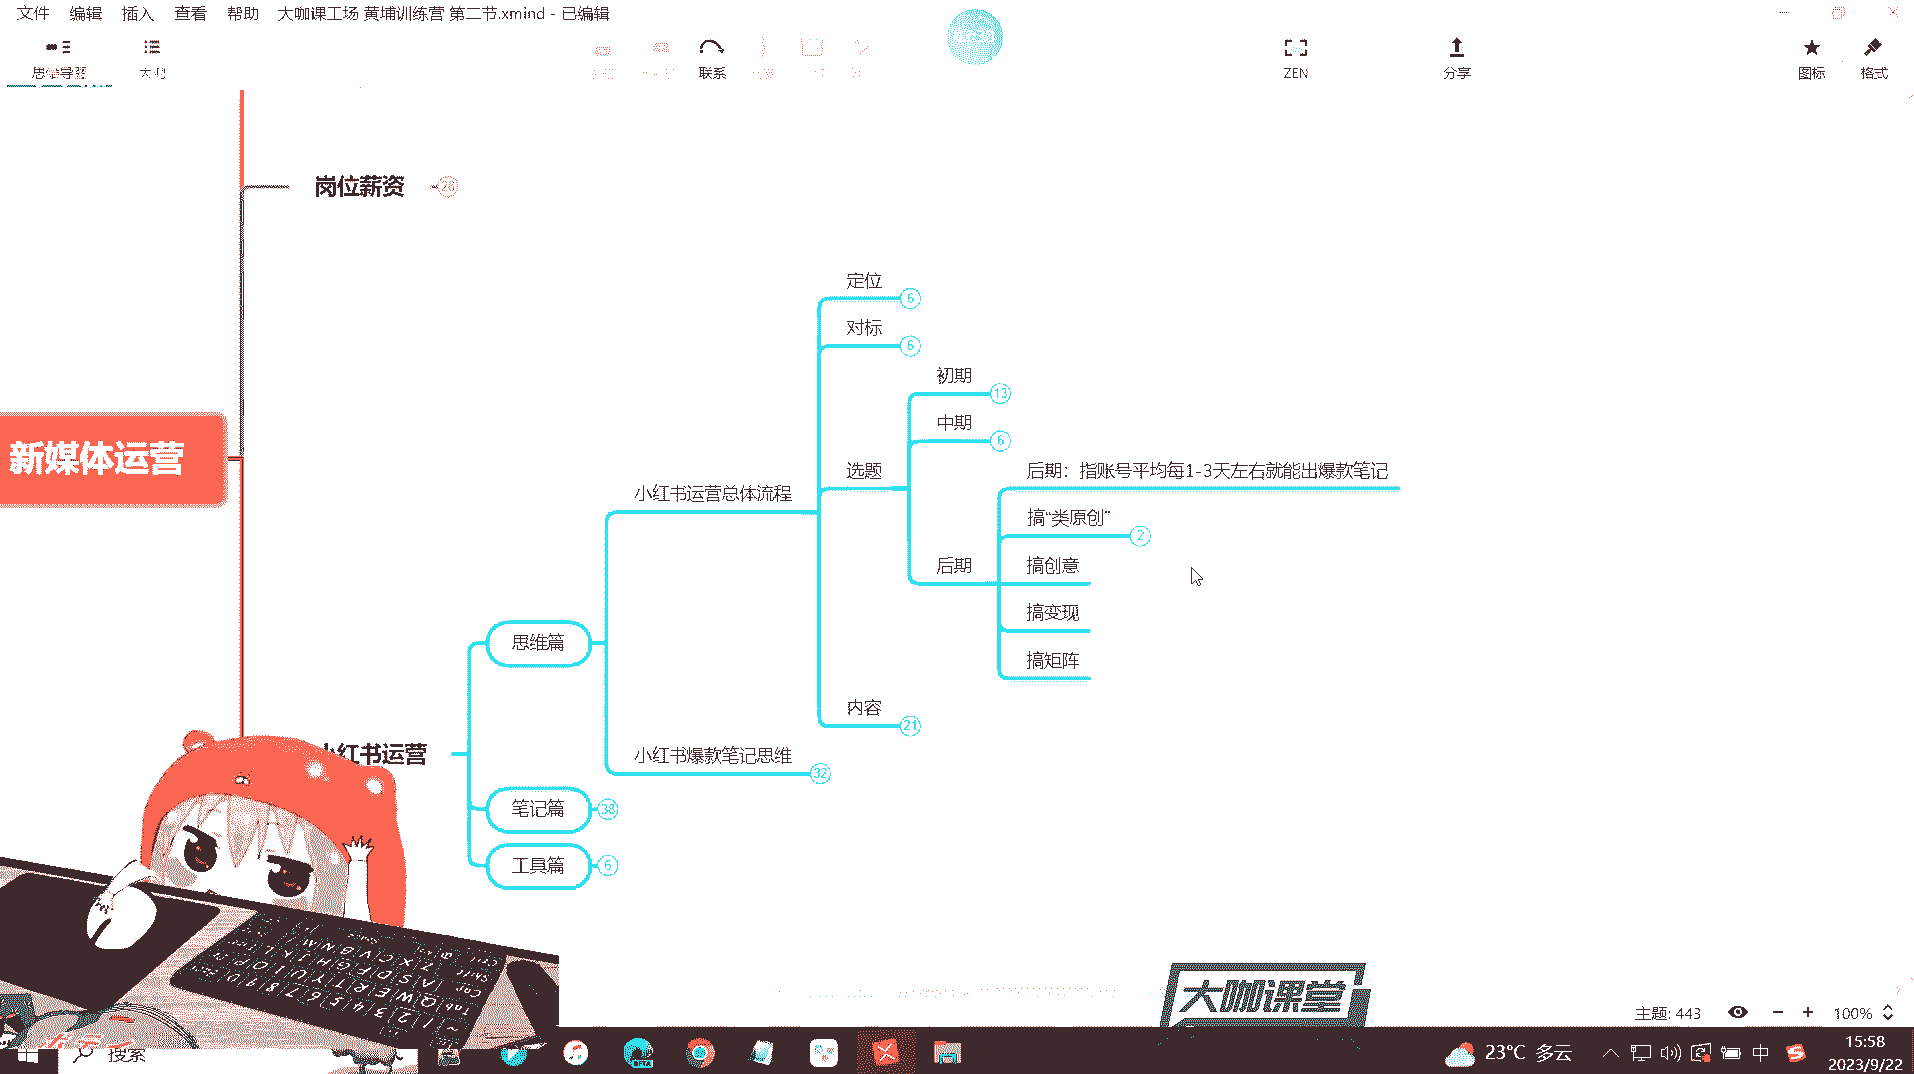 文件 编辑 插入 查看 帮助 大咖课工场 黄埔训练营 第二节.xmind - 已编辑
思维导图 大纲 联系 ZEN 分享 图标 格式
岗位薪资 28
新媒体运营
小红书运营
思维篇
小红书运营总体流程
定位 6
对标 6
选题
初期 13
中期 6
后期
后期：指账号平均每1-3天左右就能出爆款笔记
搞“类原创” 2
搞创意
搞变现
搞矩阵
内容 21
小红书爆款笔记思维 32
笔记篇 38
工具篇 6
大咖课堂
主题: 443 100%
搜索
BETA
23°C 多云 中 15:58
2023/9/22